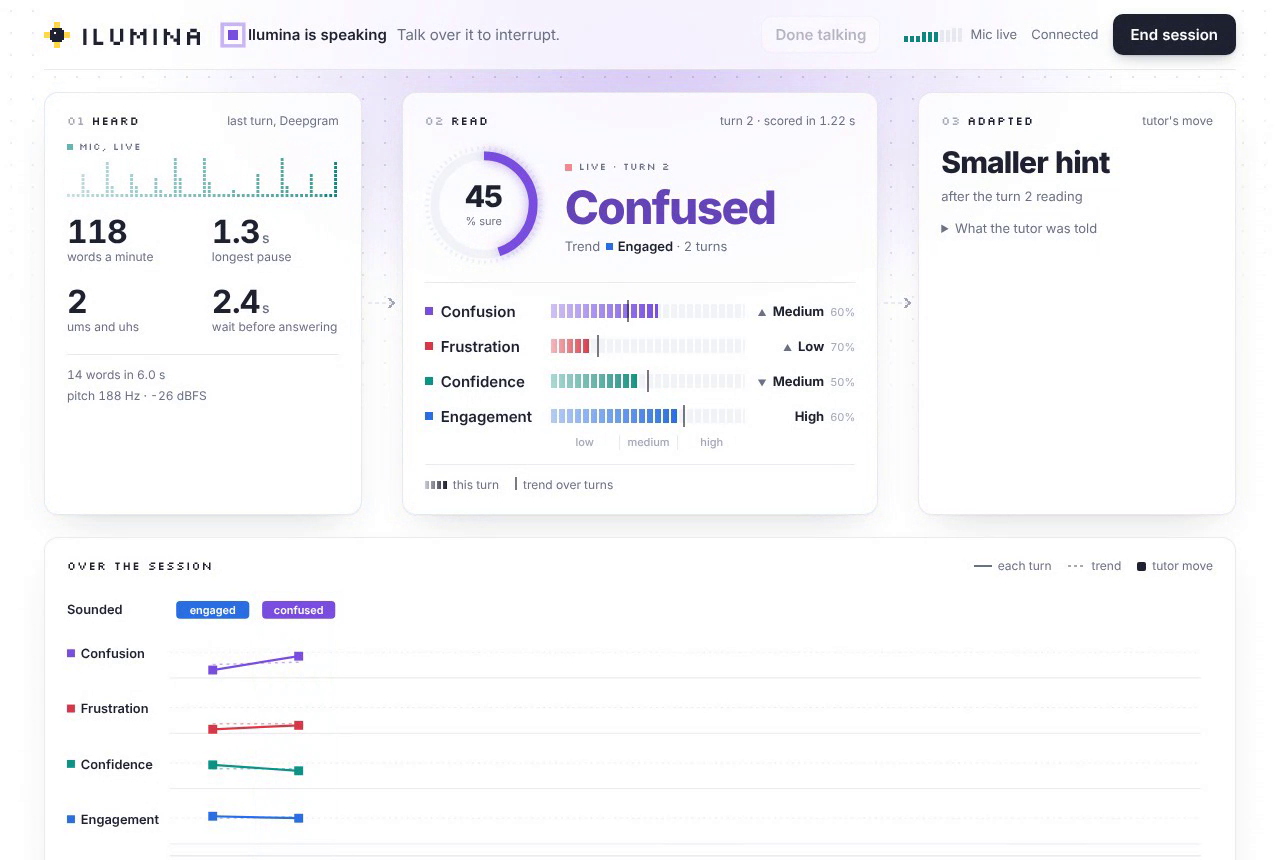 ILUMINA Ilumina is speaking Talk over it to interrupt. Done talking Mic live Connected End session
01 HEARD last turn, Deepgram
MIC, LIVE
118 1.3 s
words a minute longest pause
2 2.4 s
ums and uhs wait before answering
14 words in 6.0 s
pitch 188 Hz · -26 dBFS
02 READ turn 2 · scored in 1.22 s
45
% sure
LIVE · TURN 2
Confused
Trend Engaged · 2 turns
Confusion ▲ Medium 60%
Frustration ▲ Low 70%
Confidence ▼ Medium 50%
Engagement High 60%
low medium high
this turn trend over turns
03 ADAPTED tutor's move
Smaller hint
after the turn 2 reading
▶ What the tutor was told
OVER THE SESSION each turn trend tutor move
Sounded engaged confused
Confusion
Frustration
Confidence
Engagement